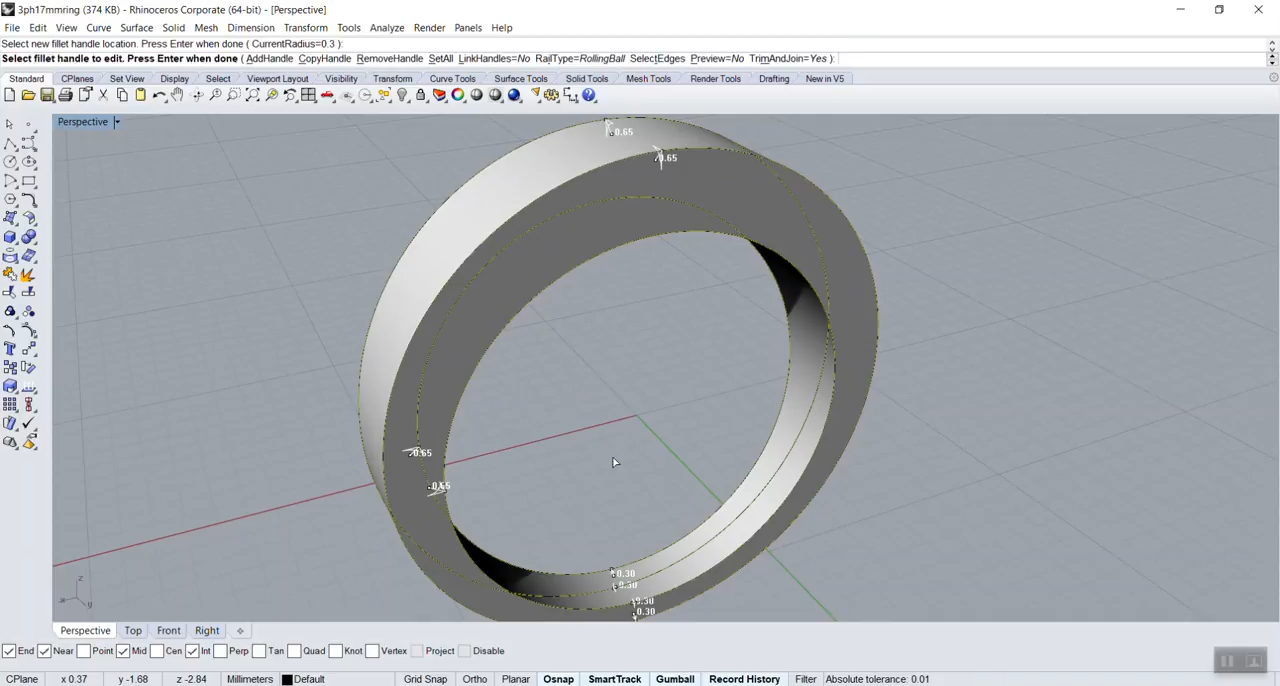 3ph17mmring (374 KB) - Rhinoceros Corporate (64-bit) - [Perspective]
File Edit View Curve Surface Solid Mesh Dimension Transform Tools Analyze Render Panels Help
Select new fillet handle location. Press Enter when done ( CurrentRadius=0.3 ):
Select fillet handle to edit. Press Enter when done ( AddHandle CopyHandle RemoveHandle SetAll LinkHandles=No RailType=RollingBall SelectEdges Preview=No TrimAndJoin=Yes ):
Standard CPlanes Set View Display Select Viewport Layout Visibility Transform Curve Tools Surface Tools Solid Tools Mesh Tools Render Tools Drafting New in V5
Perspective
0.65
0.65
0.65
0.65
0.30
0.30
0.30
0.30
z
x y
Perspective Top Front Right
End Near Point Mid Cen Int Perp Tan Quad Knot Vertex Project Disable
CPlane x 0.37 y -1.68 z -2.84 Millimeters Default Grid Snap Ortho Planar Osnap SmartTrack Gumball Record History Filter Absolute tolerance: 0.01